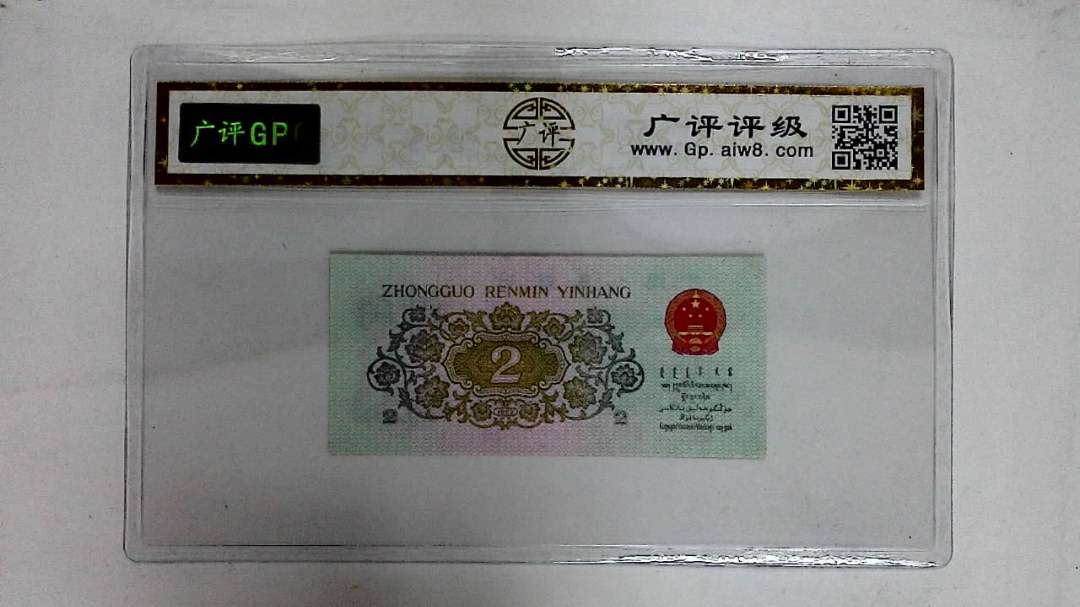 广评GP
广评
广评评级
www. Gp. aiw8. com
ZHONGGUO RENMIN YINHANG
2
2
2